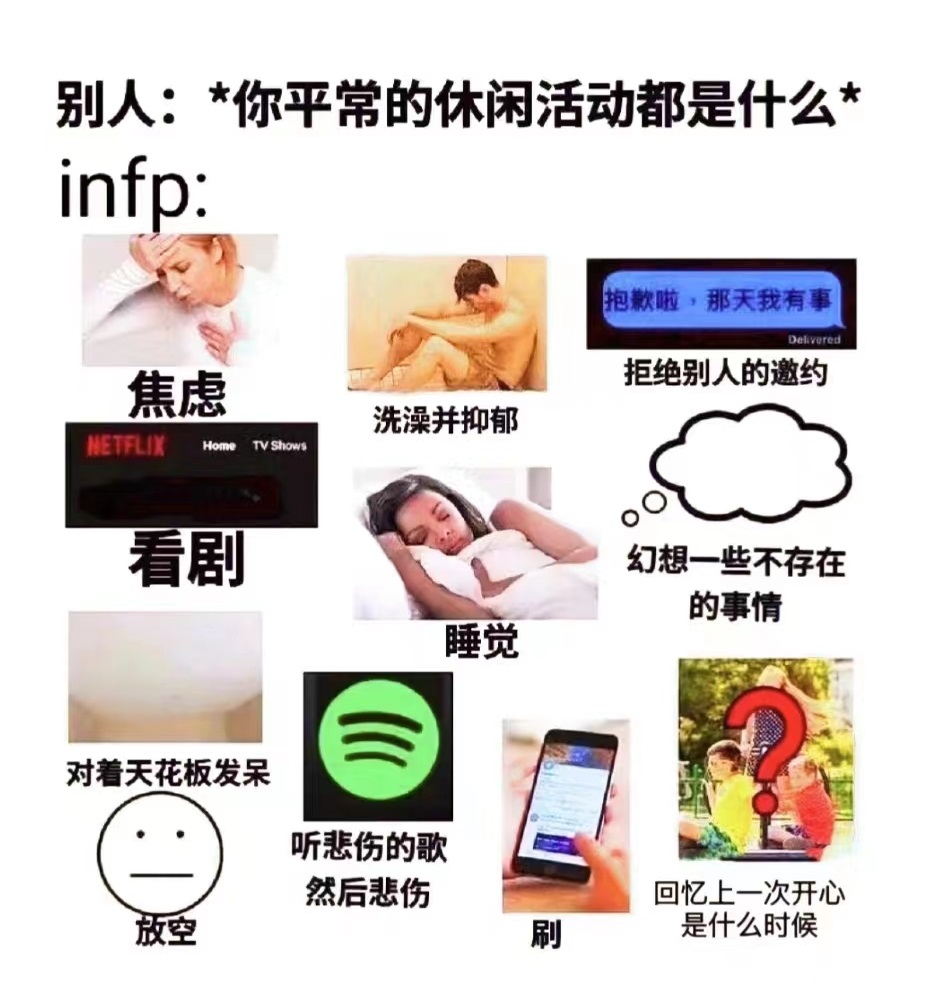 别人：*你平常的休闲活动都是什么*
infp:
焦虑
洗澡并抑郁
抱歉啦，那天我有事
Delivered
拒绝别人的邀约
NETFLIX Home TV Shows
看剧
睡觉
幻想一些不存在
的事情
对着天花板发呆
听悲伤的歌
然后悲伤
?
刷
回忆上一次开心
是什么时候
放空